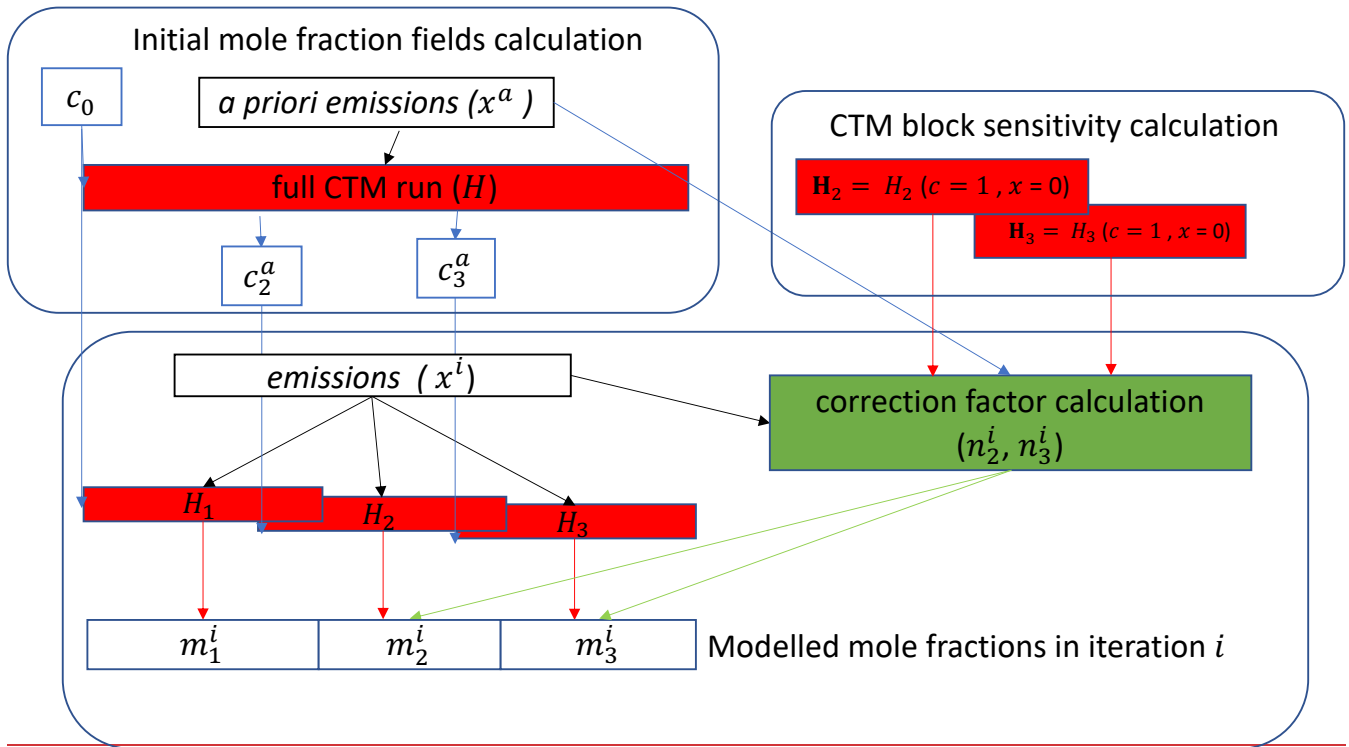 Initial mole fraction fields calculation
c₀
a priori emissions (xᵃ )
full CTM run (H)
c₂ᵃ
c₃ᵃ
CTM block sensitivity calculation
𝐇₂ = H₂ (c = 1 , x = 0)
𝐇₃ = H₃ (c = 1 , x = 0)
emissions ( xⁱ)
correction factor calculation
(n₂ⁱ, n₃ⁱ)
H₁
H₂
H₃
m₁ⁱ
m₂ⁱ
m₃ⁱ
Modelled mole fractions in iteration i